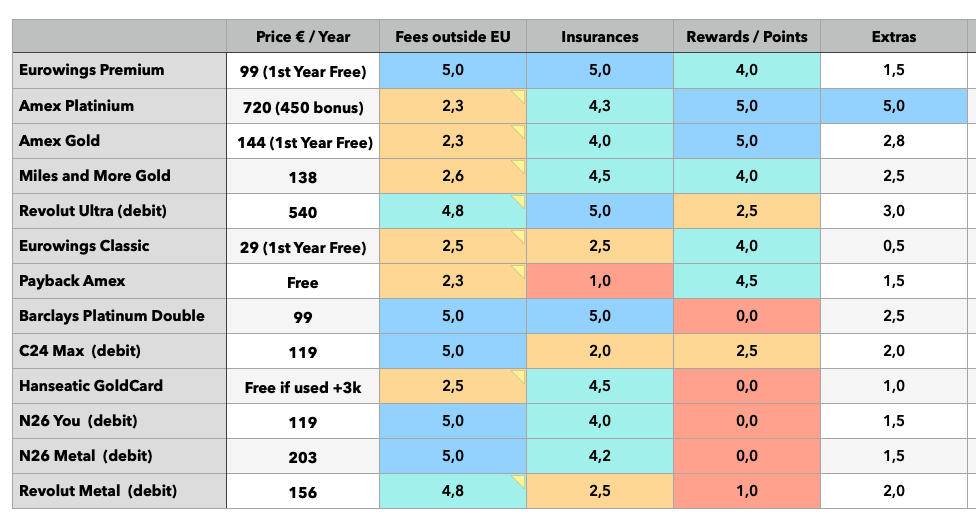 Price € / Year Fees outside EU Insurances Rewards / Points Extras
Eurowings Premium 99 (1st Year Free) 5,0 5,0 4,0 1,5
Amex Platinium 720 (450 bonus) 2,3 4,3 5,0 5,0
Amex Gold 144 (1st Year Free) 2,3 4,0 5,0 2,8
Miles and More Gold 138 2,6 4,5 4,0 2,5
Revolut Ultra (debit) 540 4,8 5,0 2,5 3,0
Eurowings Classic 29 (1st Year Free) 2,5 2,5 4,0 0,5
Payback Amex Free 2,3 1,0 4,5 1,5
Barclays Platinum Double 99 5,0 5,0 0,0 2,5
C24 Max (debit) 119 5,0 2,0 2,5 2,0
Hanseatic GoldCard Free if used +3k 2,5 4,5 0,0 1,0
N26 You (debit) 119 5,0 4,0 0,0 1,5
N26 Metal (debit) 203 5,0 4,2 0,0 1,5
Revolut Metal (debit) 156 4,8 2,5 1,0 2,0